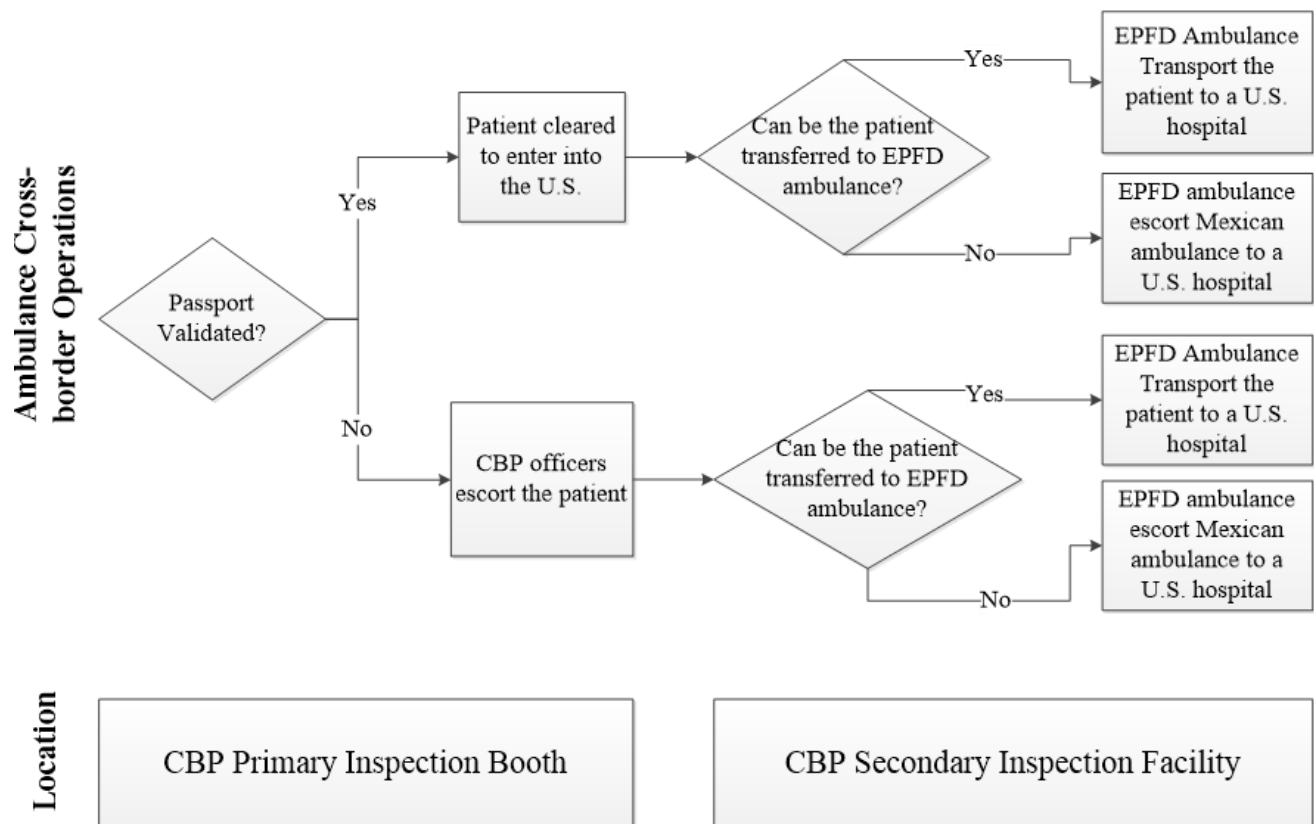 Ambulance Cross-
border Operations
Passport
Validated?
Yes
No
Patient cleared
to enter into
the U.S.
CBP officers
escort the patient
Can be the patient
transferred to EPFD
ambulance?
Yes
No
EPFD Ambulance
Transport the
patient to a U.S.
hospital
EPFD ambulance
escort Mexican
ambulance to a
U.S. hospital
Can be the patient
transferred to EPFD
ambulance?
Yes
No
EPFD Ambulance
Transport the
patient to a U.S.
hospital
EPFD ambulance
escort Mexican
ambulance to a
U.S. hospital
Location
CBP Primary Inspection Booth
CBP Secondary Inspection Facility